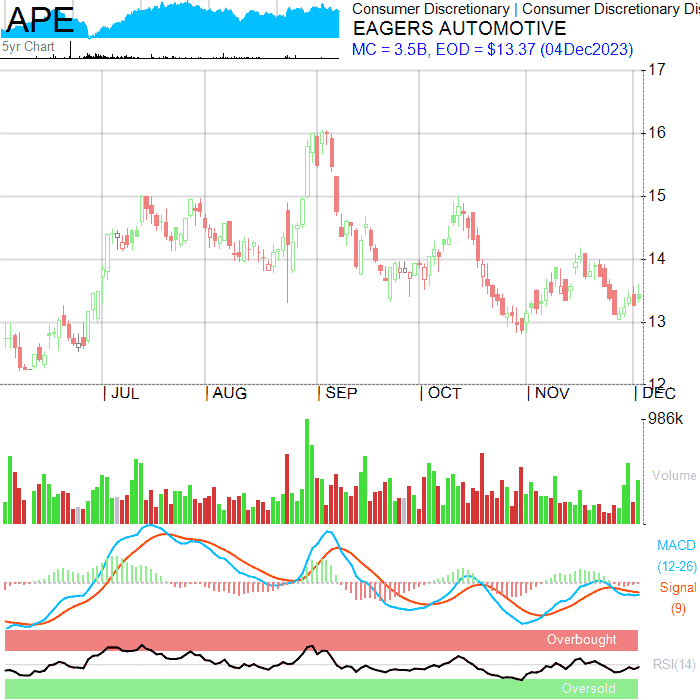 APE
Consumer Discretionary | Consumer Discretionary Dis
EAGERS AUTOMOTIVE
5yr Chart
MC = 3.5B, EOD = $13.37 (04Dec2023)
17
16
15
14
13
12
JUL AUG SEP OCT NOV DEC
986k
Volume
MACD
(12-26)
Signal
(9)
Overbought
RSI(14)
Oversold